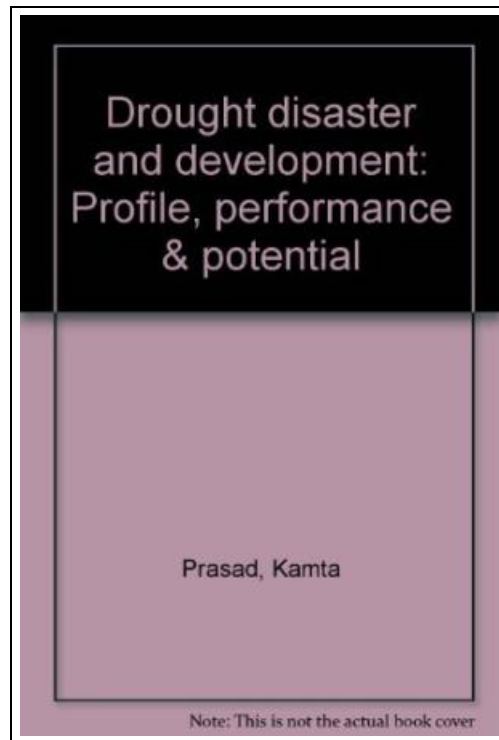 Drought disaster
and development:
Profile, performance
& potential
Prasad, Kamta
Note: This is not the actual book cover